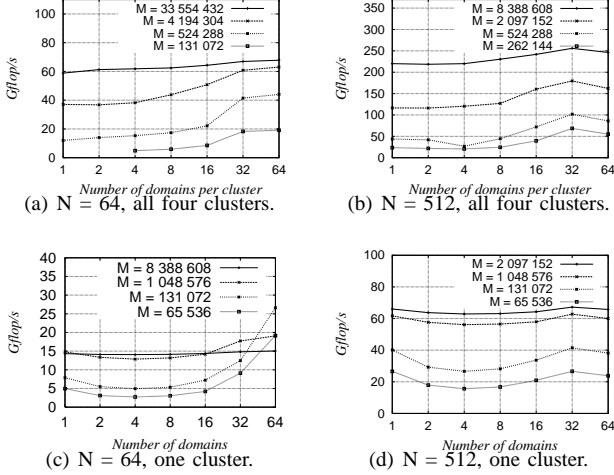 M = 33 554 432
M = 4 194 304
M = 524 288
M = 131 072
100
80
60
40
20
0
Gflop/s
1 2 4 8 16 32 64
Number of domains per cluster
(a) N = 64, all four clusters.
M = 8 388 608
M = 2 097 152
M = 524 288
M = 262 144
350
300
250
200
150
100
50
0
Gflop/s
1 2 4 8 16 32 64
Number of domains per cluster
(b) N = 512, all four clusters.
M = 8 388 608
M = 1 048 576
M = 131 072
M = 65 536
40
35
30
25
20
15
10
5
0
Gflop/s
1 2 4 8 16 32 64
Number of domains
(c) N = 64, one cluster.
M = 2 097 152
M = 1 048 576
M = 131 072
M = 65 536
100
80
60
40
20
0
Gflop/s
1 2 4 8 16 32 64
Number of domains
(d) N = 512, one cluster.